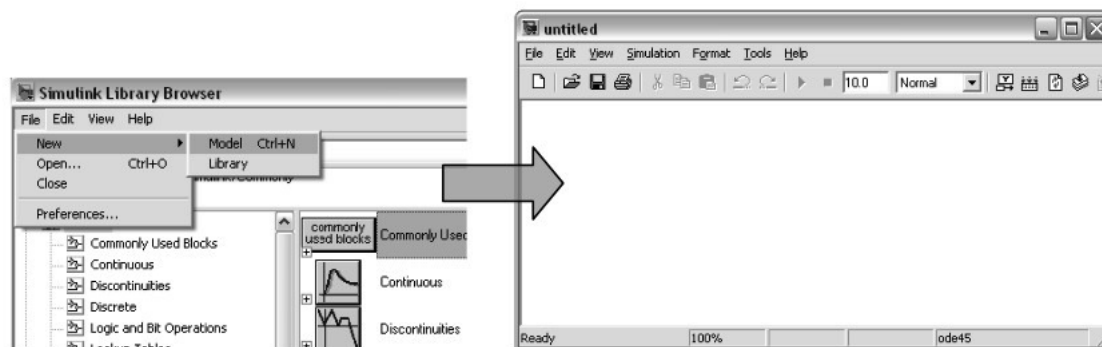 Simulink Library Browser
File Edit View Help
New
Model Ctrl+N
Open... Ctrl+O
Library
Close
Preferences...
Commonly Used Blocks
Continuous
Discontinuities
Discrete
Logic and Bit Operations
commonly
used blocks
Commonly Used
Continuous
Discontinuities
untitled
File Edit View Simulation Format Tools Help
10.0 Normal
Ready 100% ode45